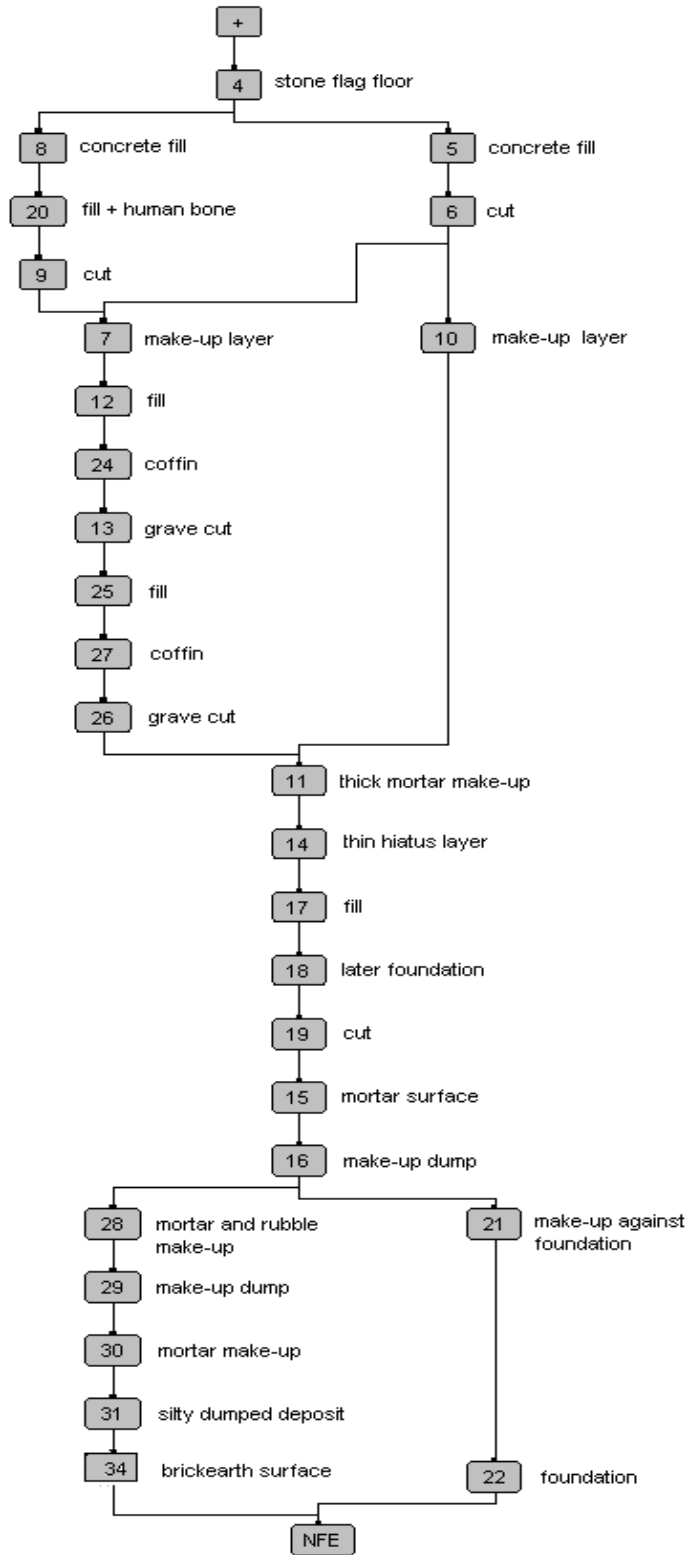 +
4 stone flag floor
8 concrete fill 5 concrete fill
20 fill + human bone 6 cut
9 cut
7 make-up layer 10 make-up layer
12 fill
24 coffin
13 grave cut
25 fill
27 coffin
26 grave cut
11 thick mortar make-up
14 thin hiatus layer
17 fill
18 later foundation
19 cut
15 mortar surface
16 make-up dump
28 mortar and rubble 21 make-up against
make-up foundation
29 make-up dump
30 mortar make-up
31 silty dumped deposit
34 brickearth surface 22 foundation
NFE